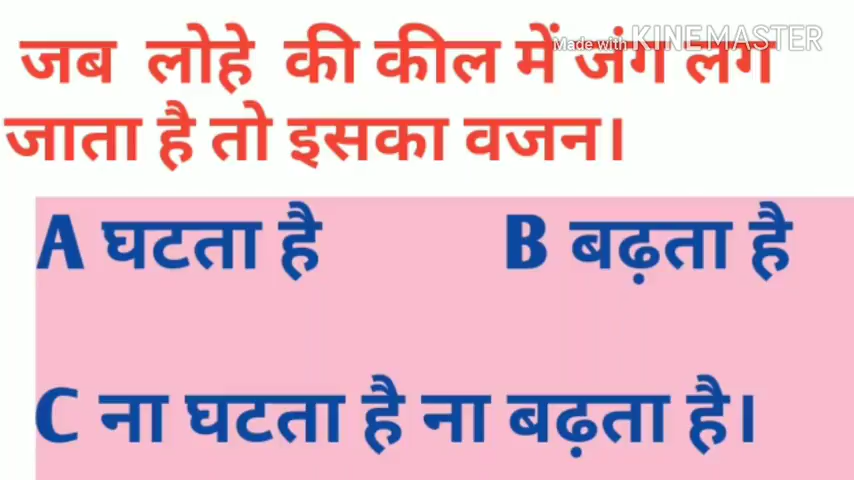 Made with KINEMASTER
जब लोहे की कील में जंग लग
जाता है तो इसका वजन।
A घटता है B बढ़ता है
C ना घटता है ना बढ़ता है।